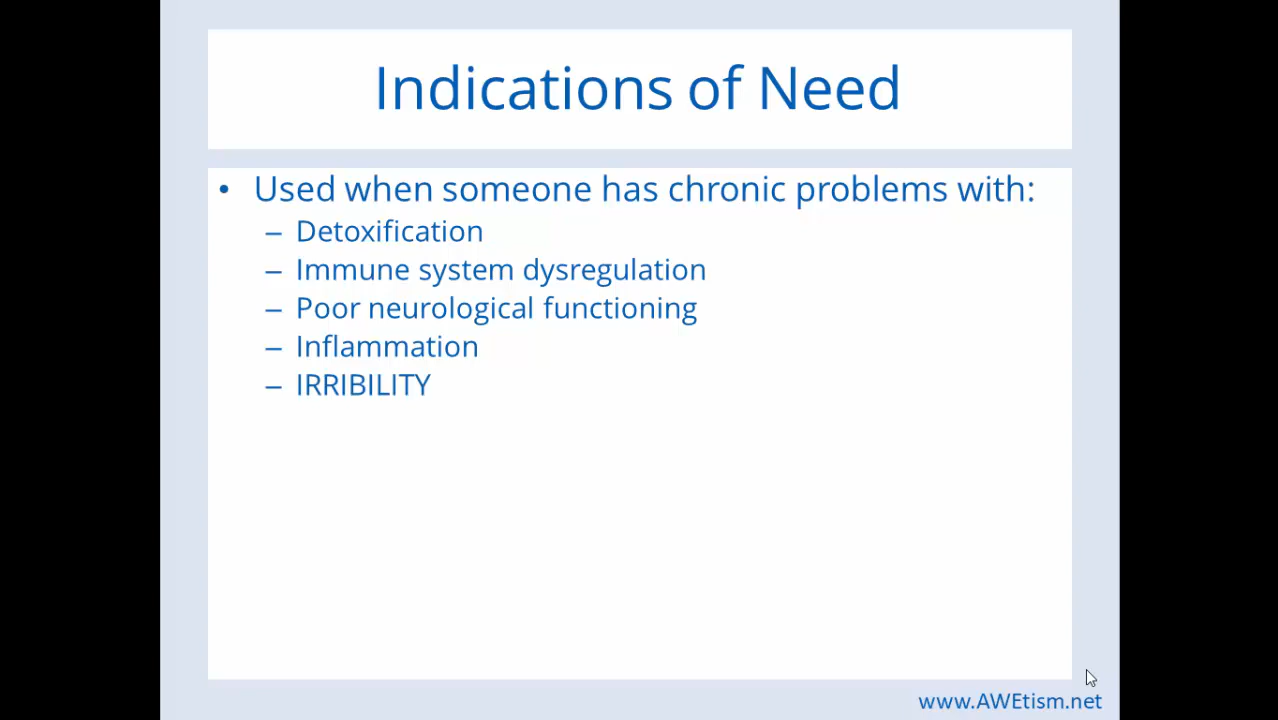 Indications of Need
• Used when someone has chronic problems with:
– Detoxification
– Immune system dysregulation
– Poor neurological functioning
– Inflammation
– IRRIBILITY
www.AWEtism.net